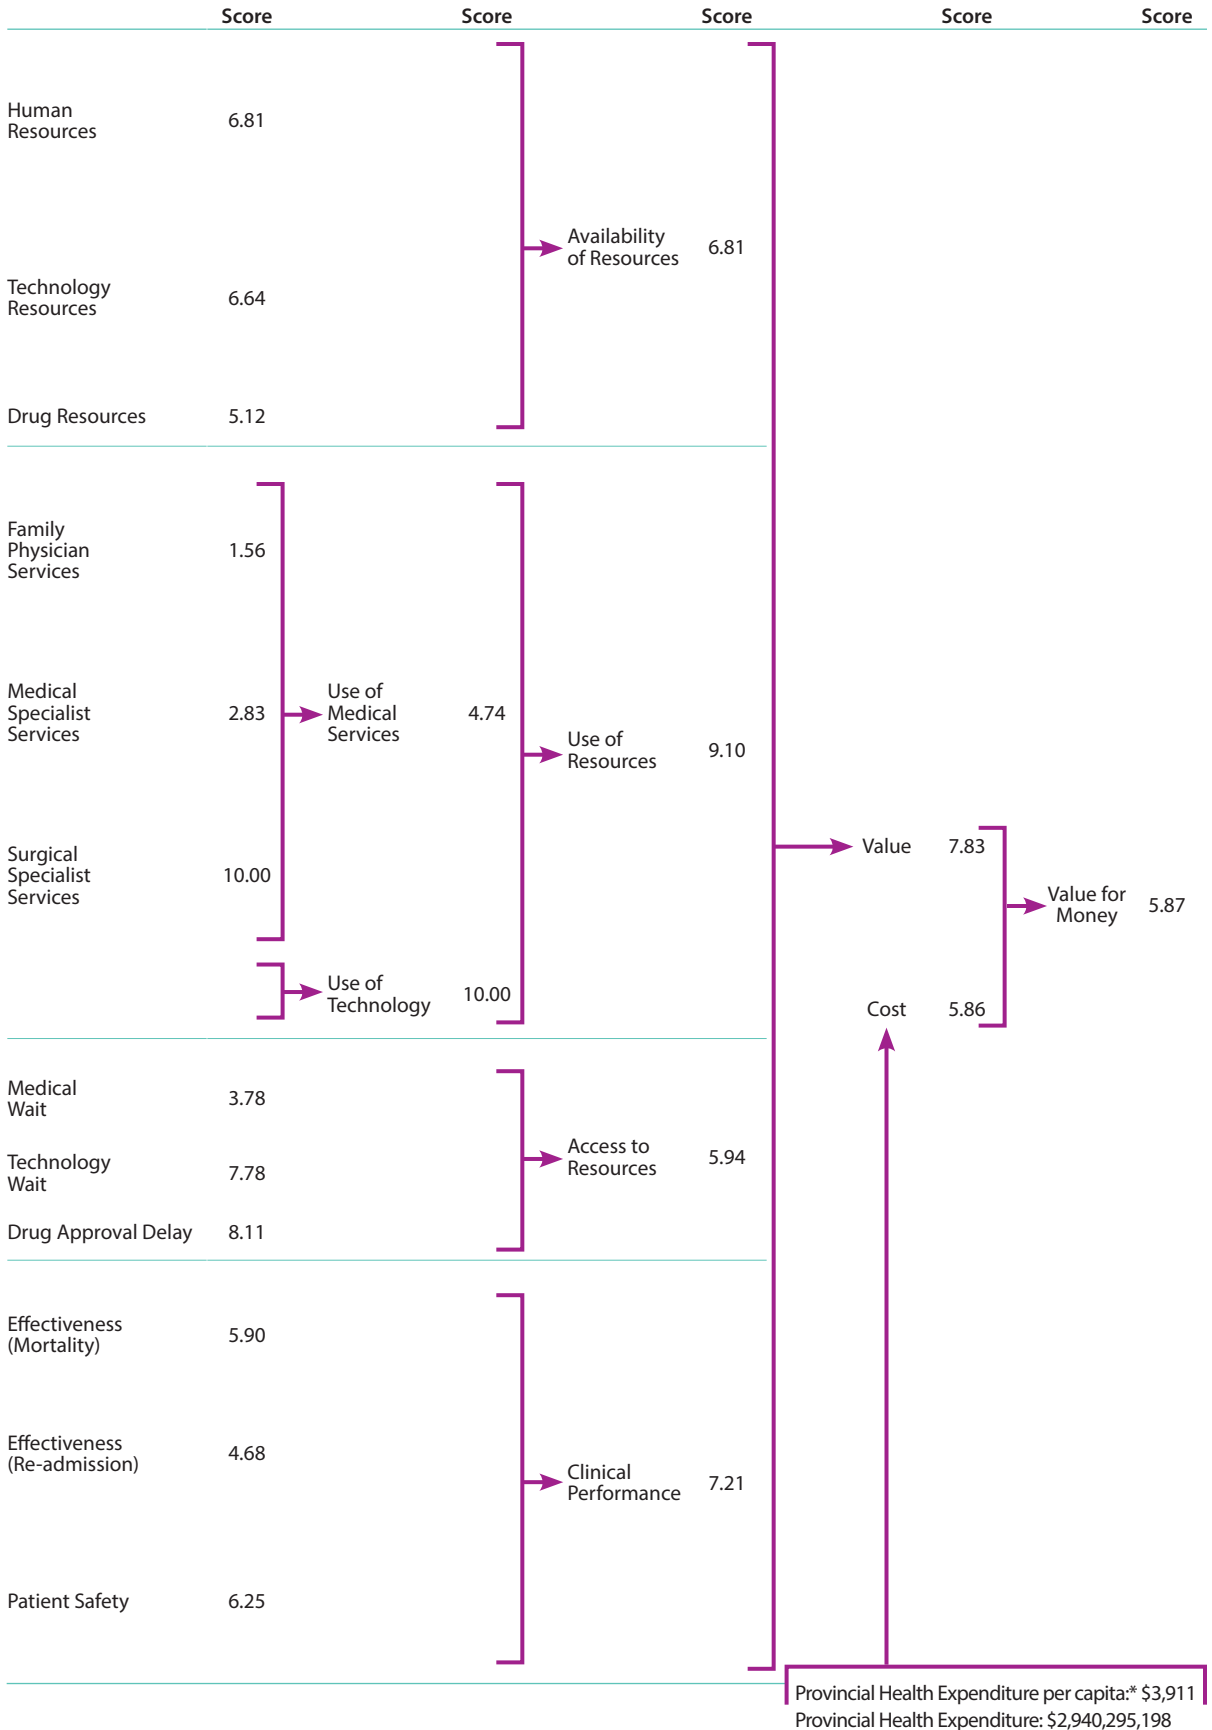 Score Score Score Score Score
Human
Resources
6.81
Availability
of Resources
6.81
Technology
Resources
6.64
Drug Resources 5.12
Family
Physician
Services
1.56
Medical
Specialist
Services
2.83
Use of
Medical
Services
4.74
Use of
Resources
9.10
Surgical
Specialist
Services
10.00
Use of
Technology
10.00
Value 7.83
Value for
Money
5.87
Cost 5.86
Medical
Wait
3.78
Technology
Wait
7.78
Access to
Resources
5.94
Drug Approval Delay 8.11
Effectiveness
(Mortality)
5.90
Effectiveness
(Re-admission)
4.68
Clinical
Performance
7.21
Patient Safety 6.25
Provincial Health Expenditure per capita:* $3,911
Provincial Health Expenditure: $2,940,295,198